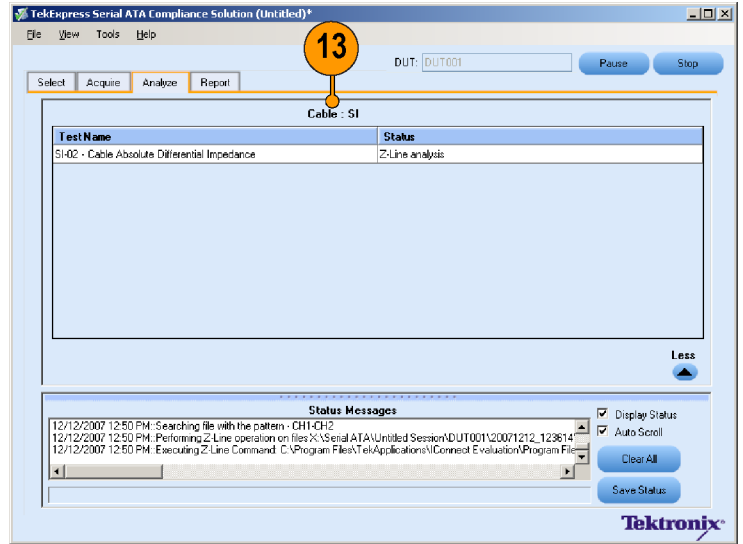 TekExpress Serial ATA Compliance Solution (Untitled)*
File View Tools Help
13
DUT: DUT001 Pause Stop
Select Acquire Analyze Report
Cable : SI
Test Name Status
SI-02 - Cable Absolute Differential Impedance Z-Line analysis
Less
Status Messages
12/12/2007 12:50 PM::Searching file with the pattern - CH1-CH2
12/12/2007 12:50 PM::Performing Z-Line operation on files X:\Serial ATA\Untitled Session\DUT001\20071212_123614
12/12/2007 12:50 PM::Executing Z-Line Command: C:\Program Files\TekApplications\IConnect Evaluation\Program File
Display Status
Auto Scroll
Clear All
Save Status
Tektronix